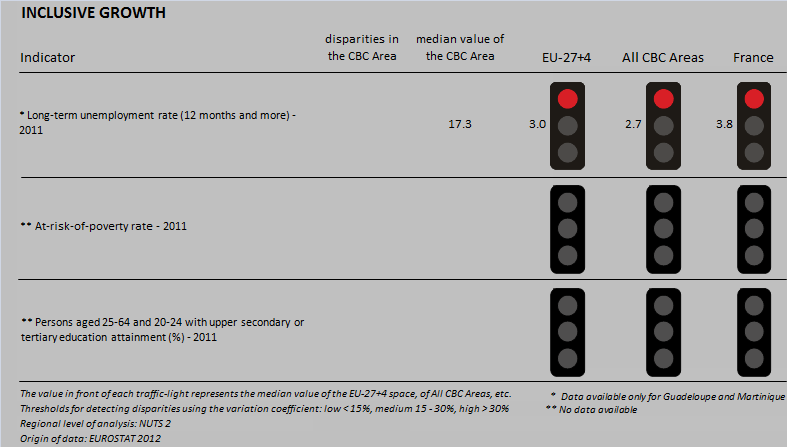 INCLUSIVE GROWTH
Indicator
disparities in
the CBC Area
median value of
the CBC Area
EU-27+4
All CBC Areas
France
* Long-term unemployment rate (12 months and more) -
2011
17.3
3.0
2.7
3.8
** At-risk-of-poverty rate - 2011
** Persons aged 25-64 and 20-24 with upper secondary or
tertiary education attainment (%) - 2011
The value in front of each traffic-light represents the median value of the EU-27+4 space, of All CBC Areas, etc.
Thresholds for detecting disparities using the variation coefficient: low < 15%, medium 15 - 30%, high > 30%
Regional level of analysis: NUTS 2
Origin of data: EUROSTAT 2012
* Data available only for Guadeloupe and Martinique
** No data available